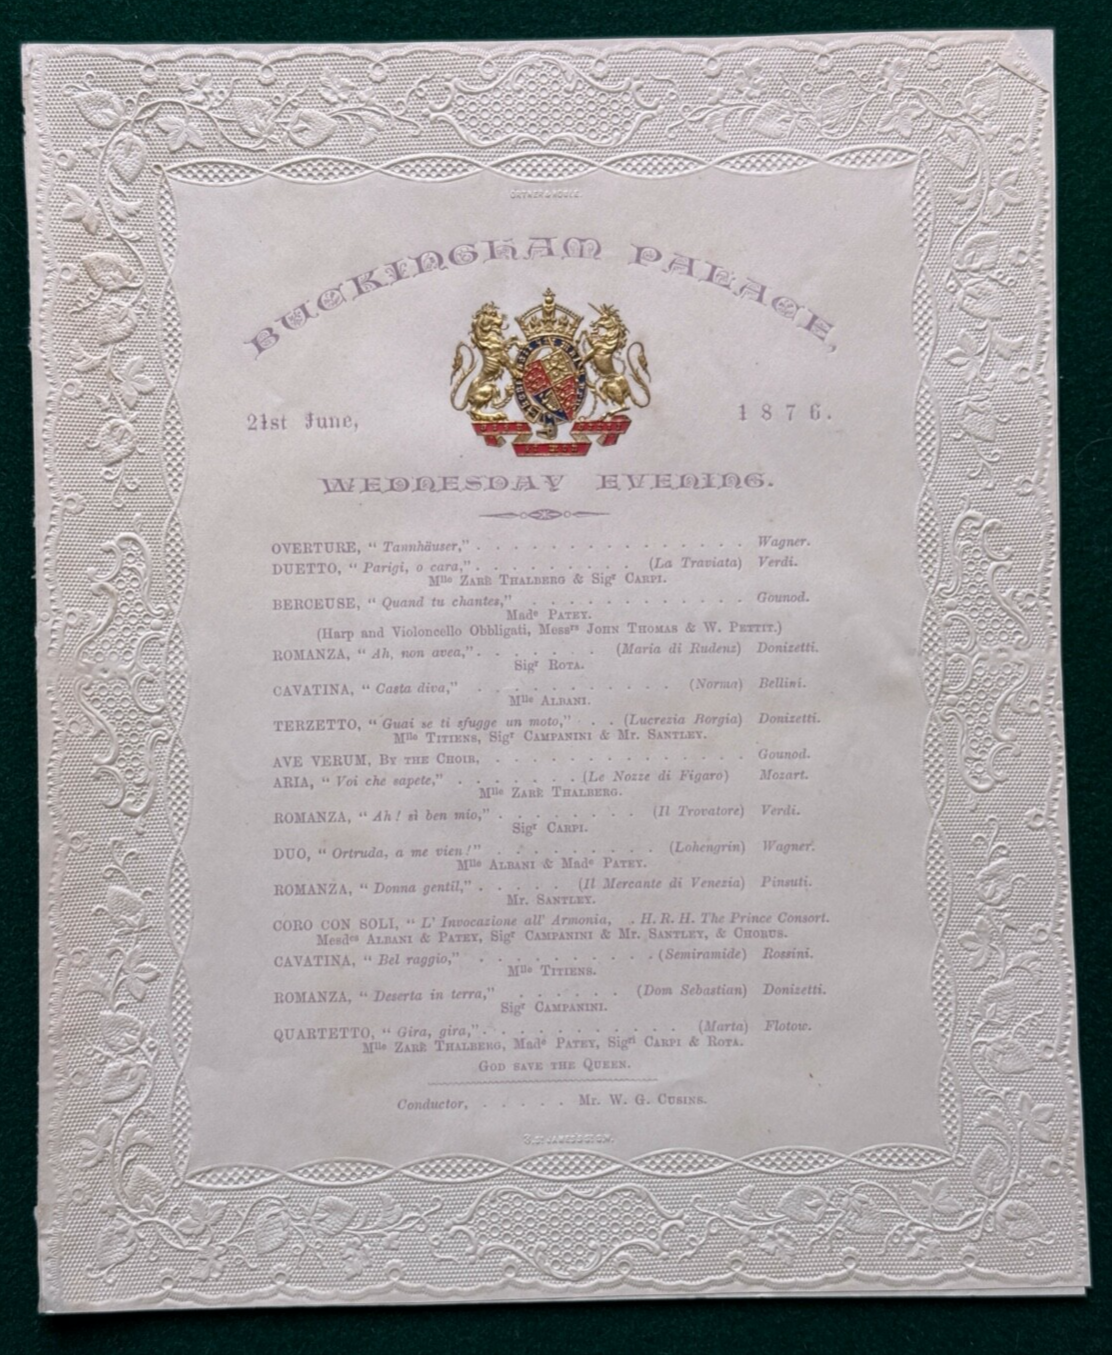 BUCKINGHAM PALACE,
21st June, 1876.
WEDNESDAY EVENING.
OVERTURE, “ Tannhäuser,” . . . . . . . . . . . . . . . . Wagner.
DUETTO, “ Parigi, o cara,” . . . . . . . . . . (La Traviata) Verdi.
Mlle ZARÈ THALBERG & Sigr CARPI.
BERCEUSE, “ Quand tu chantes,” . . . . . . . . . . . . . Gounod.
Made PATEY.
(Harp and Violoncello Obbligati, Messrs JOHN THOMAS & W. PETTIT.)
ROMANZA, “ Ah, non avea,” . . . . . . . (Maria di Rudenz) Donizetti.
Sigr ROTA.
CAVATINA, “ Casta diva,” . . . . . . . . . . . (Norma) Bellini.
Mlle ALBANI.
TERZETTO, “ Guai se ti sfugge un moto,” . . (Lucrezia Borgia) Donizetti.
Mlle TITIENS, Sigr CAMPANINI & Mr. SANTLEY.
AVE VERUM, BY THE CHOIR, . . . . . . . . . . . . . . Gounod.
ARIA, “ Voi che sapete,” . . . . . . . (Le Nozze di Figaro) Mozart.
Mlle ZARÈ THALBERG.
ROMANZA, “ Ah ! sì ben mio,” . . . . . . . . (Il Trovatore) Verdi.
Sigr CARPI.
DUO, “ Ortruda, a me vien !” . . . . . . . . . (Lohengrin) Wagner.
Mlle ALBANI & Made PATEY.
ROMANZA, “ Donna gentil,” . . . . . (Il Mercante di Venezia) Pinsuti.
Mr. SANTLEY.
CORO CON SOLI, “ L' Invocazione all' Armonia, . H. R. H. The Prince Consort.
Mesdes ALBANI & PATEY, Sigr CAMPANINI & Mr. SANTLEY, & CHORUS.
CAVATINA, “ Bel raggio,” . . . . . . . . . . (Semiramide) Rossini.
Mlle TITIENS.
ROMANZA, “ Deserta in terra,” . . . . . . (Dom Sebastian) Donizetti.
Sigr CAMPANINI.
QUARTETTO, “ Gira, gira,” . . . . . . . . . . . (Marta) Flotow.
Mlle ZARÈ THALBERG, Made PATEY, Sigri CARPI & ROTA.
GOD SAVE THE QUEEN.
Conductor, . . . . . Mr. W. G. CUSINS.